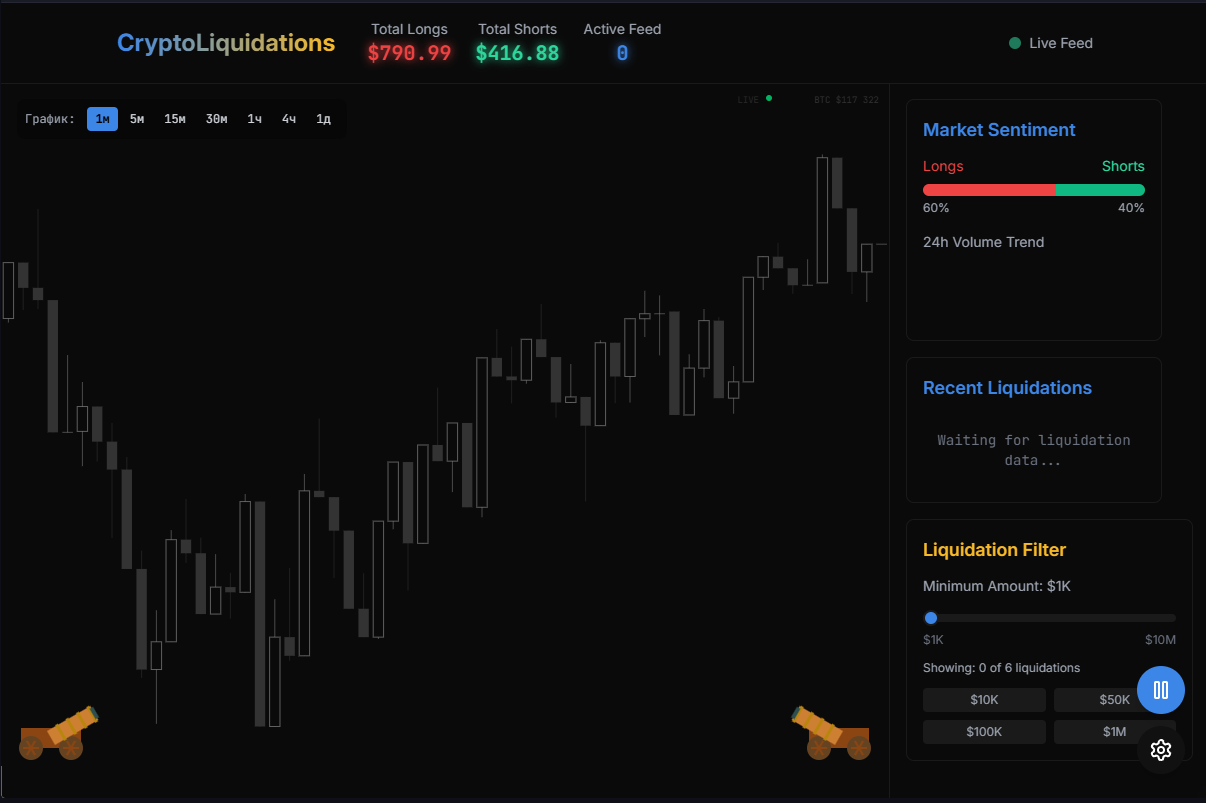 CryptoLiquidations
Total Longs
$790.99
Total Shorts
$416.88
Active Feed
0
Live Feed
График: 1м 5м 15м 30м 1ч 4ч 1д
LIVE
BTC $117 322
Market Sentiment
Longs Shorts
60% 40%
24h Volume Trend
Recent Liquidations
Waiting for liquidation
data...
Liquidation Filter
Minimum Amount: $1K
$1K $10M
Showing: 0 of 6 liquidations
$10K $50K
$100K $1M